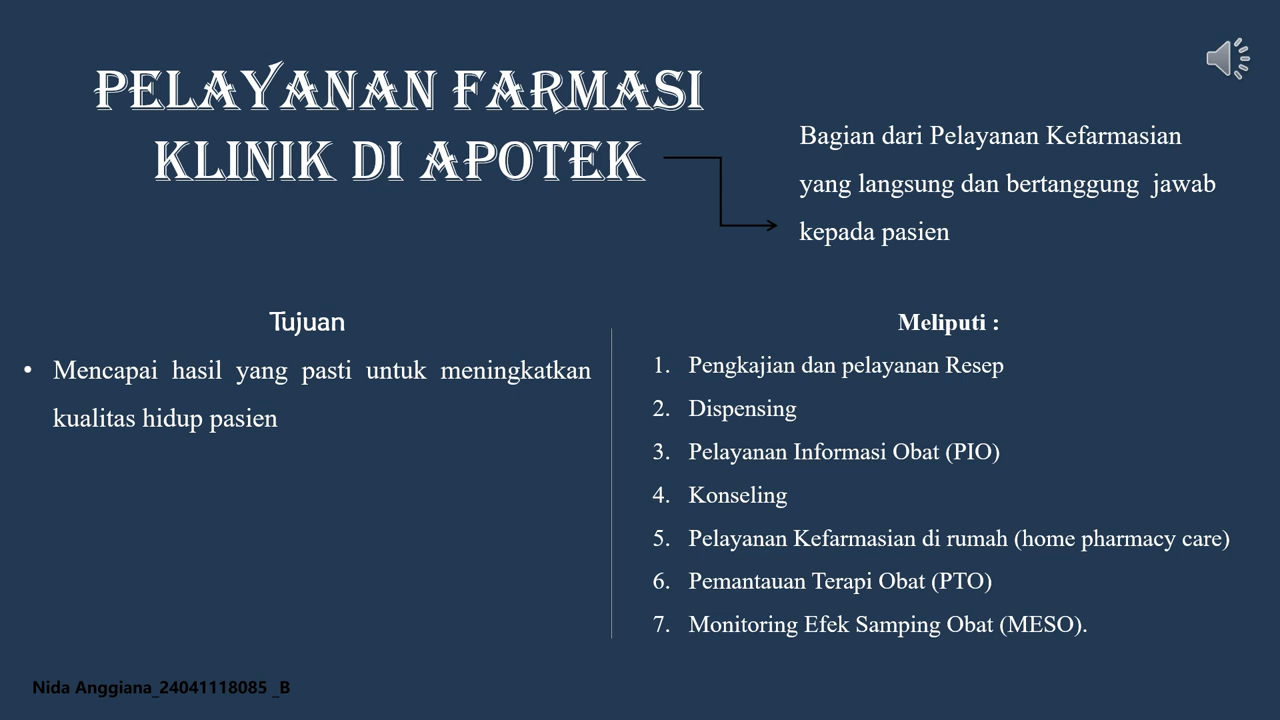 PELAYANAN FARMASI
KLINIK DI APOTEK
Bagian dari Pelayanan Kefarmasian
yang langsung dan bertanggung jawab
kepada pasien
Tujuan
• Mencapai hasil yang pasti untuk meningkatkan
kualitas hidup pasien
Meliputi :
1. Pengkajian dan pelayanan Resep
2. Dispensing
3. Pelayanan Informasi Obat (PIO)
4. Konseling
5. Pelayanan Kefarmasian di rumah (home pharmacy care)
6. Pemantauan Terapi Obat (PTO)
7. Monitoring Efek Samping Obat (MESO).
Nida Anggiana_24041118085 _B